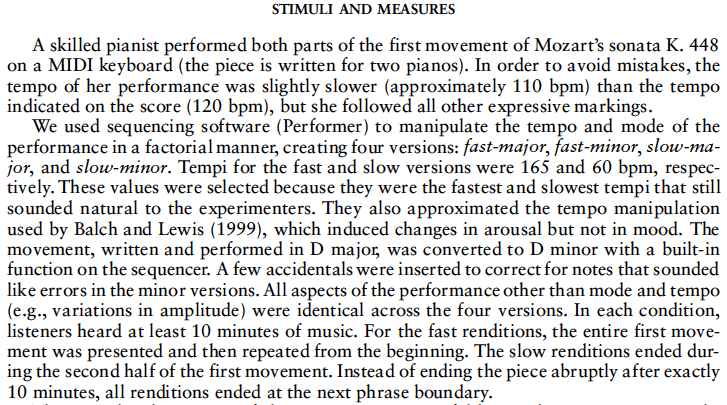 STIMULI AND MEASURES
A skilled pianist performed both parts of the first movement of Mozart's sonata K. 448
on a MIDI keyboard (the piece is written for two pianos). In order to avoid mistakes, the
tempo of her performance was slightly slower (approximately 110 bpm) than the tempo
indicated on the score (120 bpm), but she followed all other expressive markings.
We used sequencing software (Performer) to manipulate the tempo and mode of the
performance in a factorial manner, creating four versions: fast-major, fast-minor, slow-ma-
jor, and slow-minor. Tempi for the fast and slow versions were 165 and 60 bpm, respec-
tively. These values were selected because they were the fastest and slowest tempi that still
sounded natural to the experimenters. They also approximated the tempo manipulation
used by Balch and Lewis (1999), which induced changes in arousal but not in mood. The
movement, written and performed in D major, was converted to D minor with a built-in
function on the sequencer. A few accidentals were inserted to correct for notes that sounded
like errors in the minor versions. All aspects of the performance other than mode and tempo
(e.g., variations in amplitude) were identical across the four versions. In each condition,
listeners heard at least 10 minutes of music. For the fast renditions, the entire first move-
ment was presented and then repeated from the beginning. The slow renditions ended dur-
ing the second half of the first movement. Instead of ending the piece abruptly after exactly
10 minutes, all renditions ended at the next phrase boundary.